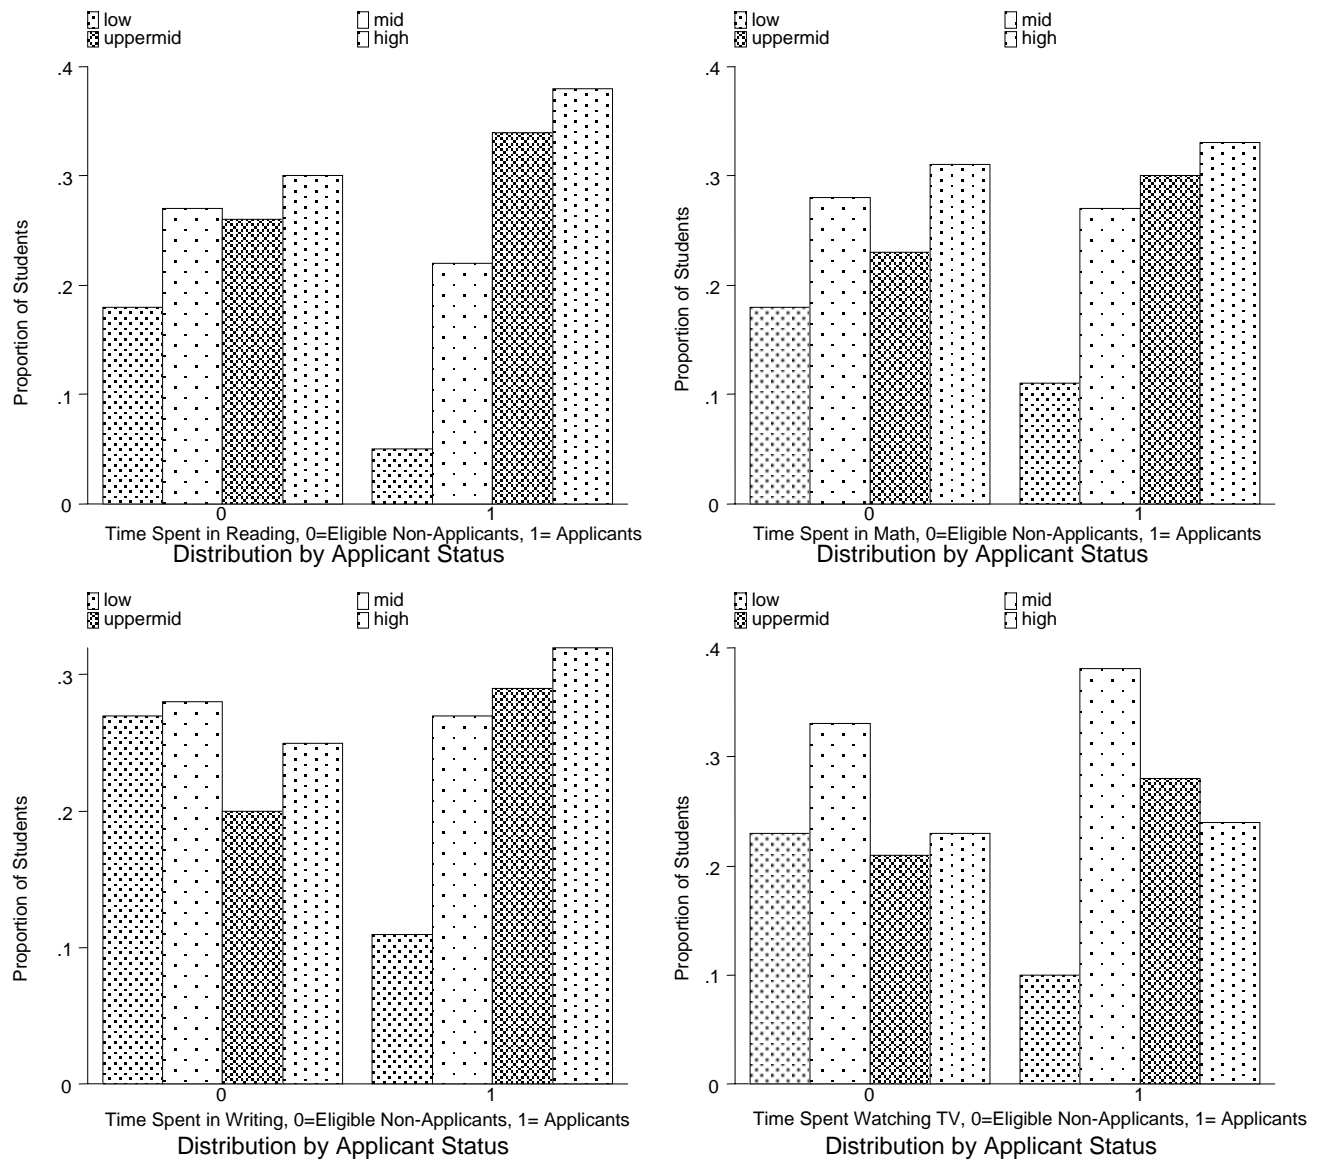 low mid
uppermid high
.4
.3
.2
.1
0
Proportion of Students
0 1
Time Spent in Reading, 0=Eligible Non-Applicants, 1= Applicants
Distribution by Applicant Status
low mid
uppermid high
.4
.3
.2
.1
0
Proportion of Students
0 1
Time Spent in Math, 0=Eligible Non-Applicants, 1= Applicants
Distribution by Applicant Status
low mid
uppermid high
.3
.2
.1
0
Proportion of Students
0 1
Time Spent in Writing, 0=Eligible Non-Applicants, 1= Applicants
Distribution by Applicant Status
low mid
uppermid high
.4
.3
.2
.1
0
Proportion of Students
0 1
Time Spent Watching TV, 0=Eligible Non-Applicants, 1= Applicants
Distribution by Applicant Status